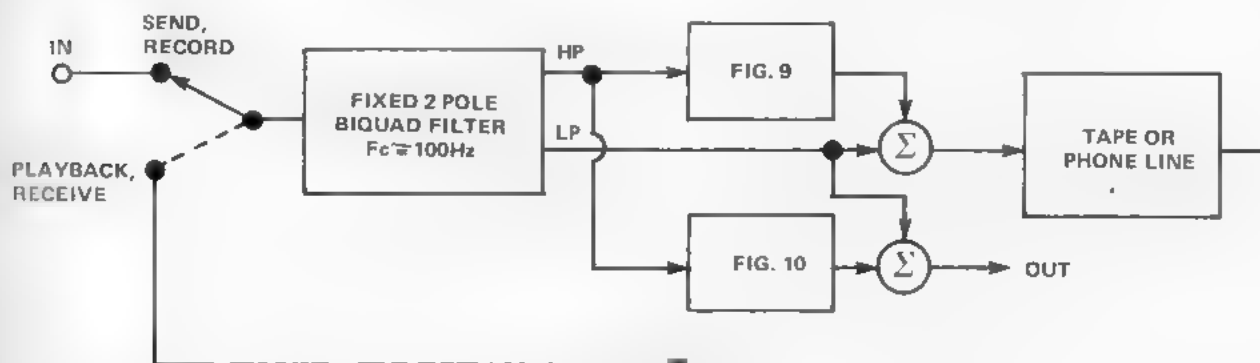 SEND,
RECORD
IN
PLAYBACK,
RECEIVE
FIXED 2 POLE
BIQUAD FILTER
Fc ≅ 100Hz
HP
LP
FIG. 9
FIG. 10
Σ
Σ
TAPE OR
PHONE LINE
OUT